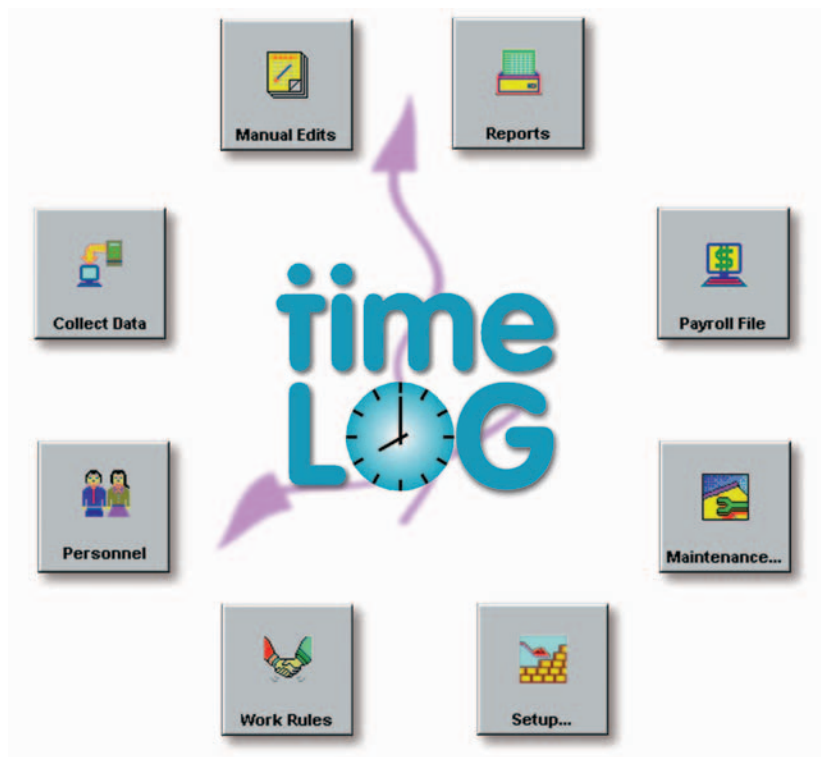 Manual Edits
Reports
Collect Data
Payroll File
time
LOG
Personnel
Maintenance...
Work Rules
Setup...